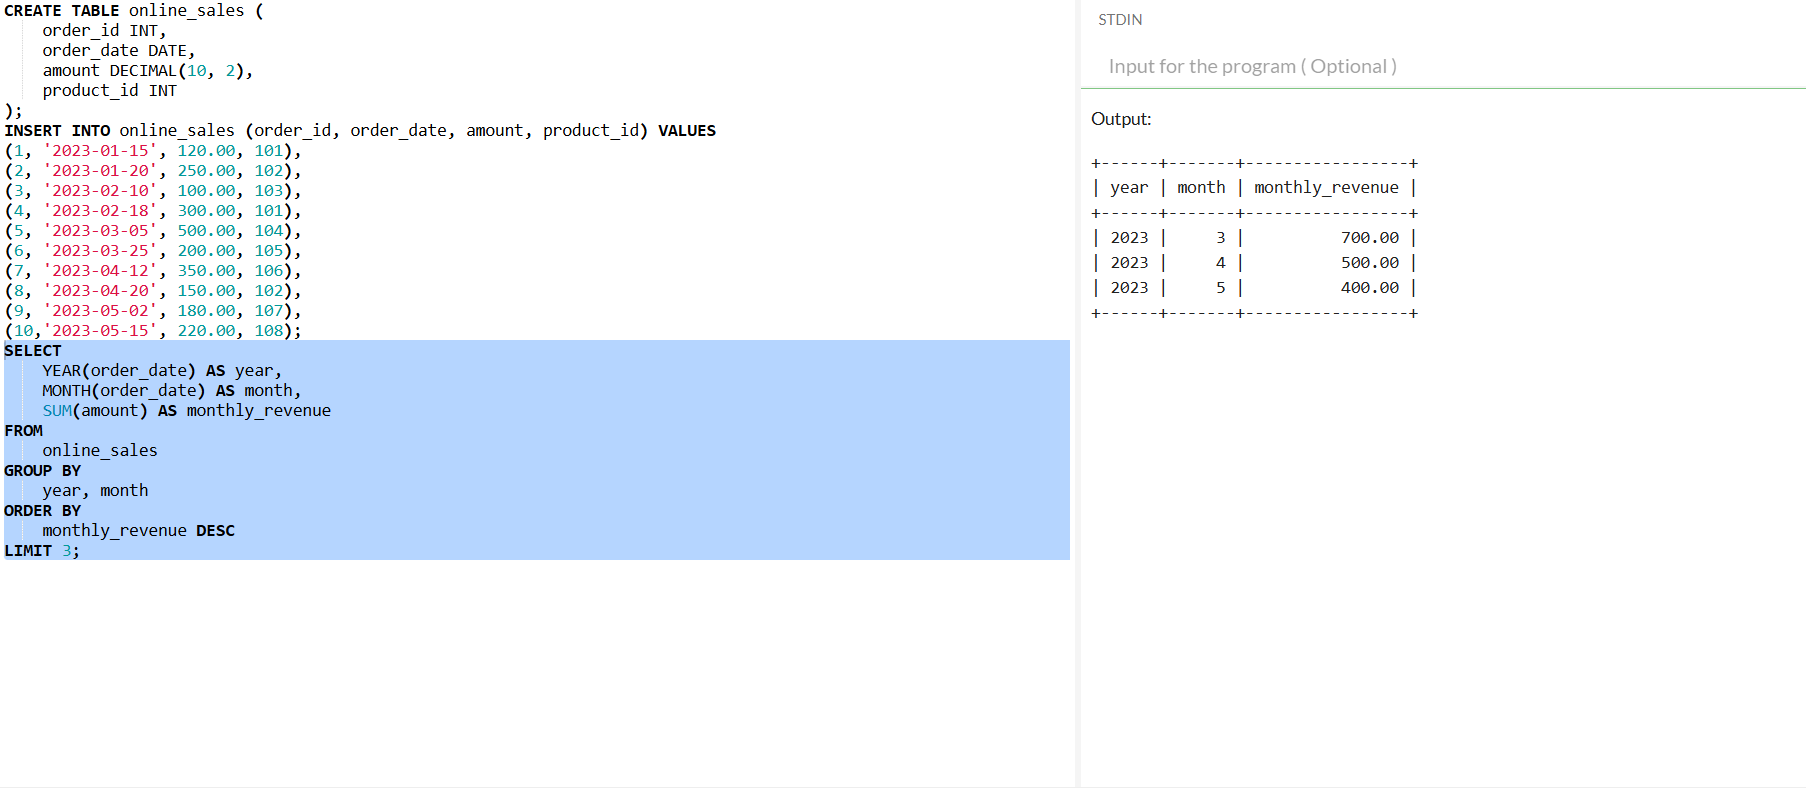 CREATE TABLE online_sales (
    order_id INT,
    order_date DATE,
    amount DECIMAL(10, 2),
    product_id INT
);
INSERT INTO online_sales (order_id, order_date, amount, product_id) VALUES
(1, '2023-01-15', 120.00, 101),
(2, '2023-01-20', 250.00, 102),
(3, '2023-02-10', 100.00, 103),
(4, '2023-02-18', 300.00, 101),
(5, '2023-03-05', 500.00, 104),
(6, '2023-03-25', 200.00, 105),
(7, '2023-04-12', 350.00, 106),
(8, '2023-04-20', 150.00, 102),
(9, '2023-05-02', 180.00, 107),
(10,'2023-05-15', 220.00, 108);
SELECT
    YEAR(order_date) AS year,
    MONTH(order_date) AS month,
    SUM(amount) AS monthly_revenue
FROM
    online_sales
GROUP BY
    year, month
ORDER BY
    monthly_revenue DESC
LIMIT 3;
STDIN
Input for the program ( Optional )
Output:
+------+-------+-----------------+
| year | month | monthly_revenue |
+------+-------+-----------------+
| 2023 |     3 |          700.00 |
| 2023 |     4 |          500.00 |
| 2023 |     5 |          400.00 |
+------+-------+-----------------+